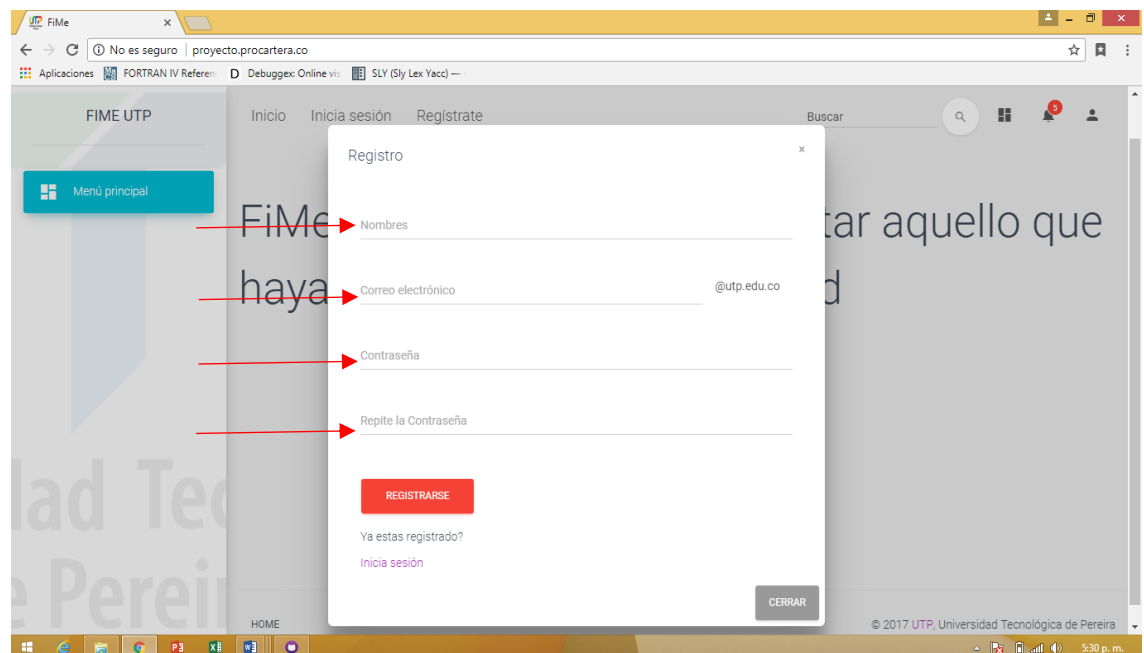 FiMe
No es seguro | proyecto.procartera.co
Aplicaciones FORTRAN IV Referen Debuggex: Online vis SLY (Sly Lex Yacc) —
FIME UTP
Inicio Inicia sesión Regístrate Buscar 5
Menú principal
Registro ×
FiMe tar aquello que
haya d
Nombres
Correo electrónico @utp.edu.co
Contraseña
Repite la Contraseña
REGISTRARSE
Ya estas registrado?
Inicia sesión
CERRAR
dad Tec
e Perei
HOME © 2017 UTP, Universidad Tecnológica de Pereira
5:30 p. m.